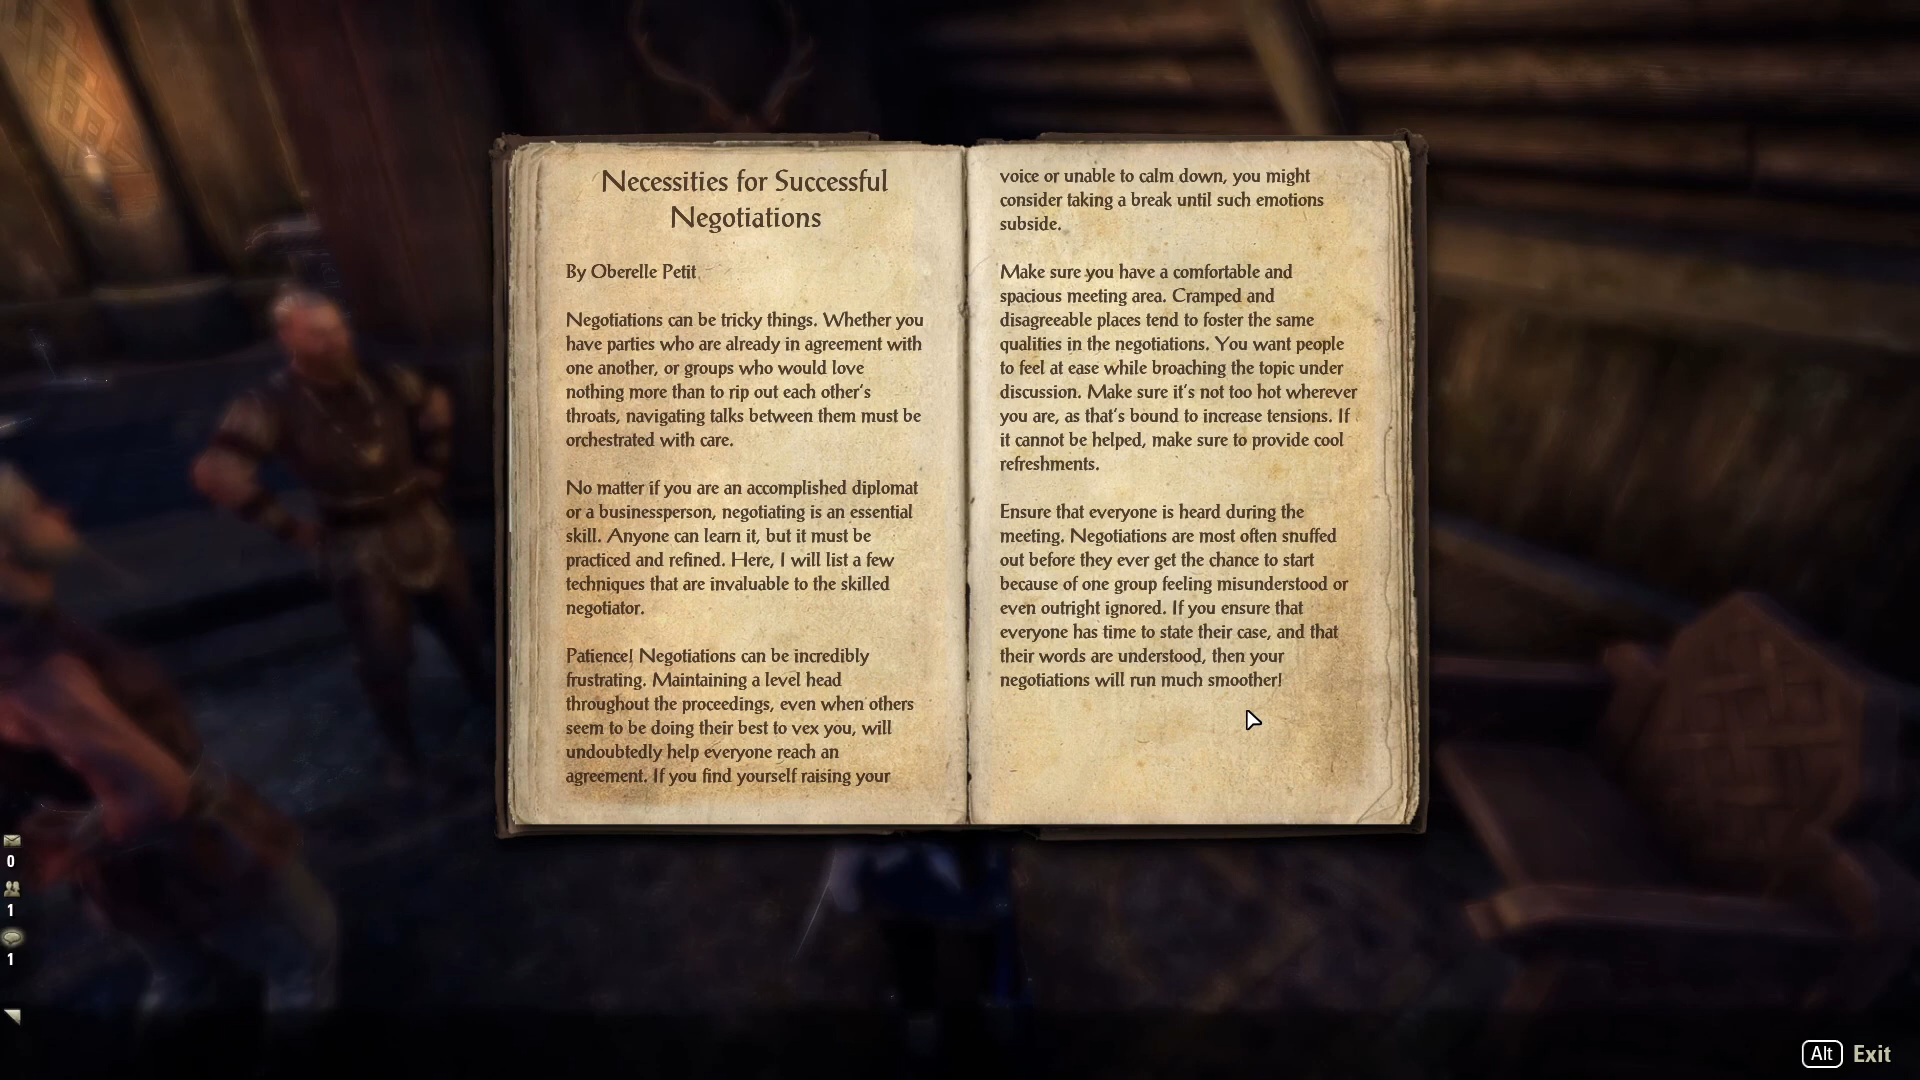 Necessities for Successful
Negotiations
By Oberelle Petit
Negotiations can be tricky things. Whether you
have parties who are already in agreement with
one another, or groups who would love
nothing more than to rip out each other's
throats, navigating talks between them must be
orchestrated with care.
No matter if you are an accomplished diplomat
or a businessperson, negotiating is an essential
skill. Anyone can learn it, but it must be
practiced and refined. Here, I will list a few
techniques that are invaluable to the skilled
negotiator.
Patience! Negotiations can be incredibly
frustrating. Maintaining a level head
throughout the proceedings, even when others
seem to be doing their best to vex you, will
undoubtedly help everyone reach an
agreement. If you find yourself raising your
voice or unable to calm down, you might
consider taking a break until such emotions
subside.
Make sure you have a comfortable and
spacious meeting area. Cramped and
disagreeable places tend to foster the same
qualities in the negotiations. You want people
to feel at ease while broaching the topic under
discussion. Make sure it's not too hot wherever
you are, as that's bound to increase tensions. If
it cannot be helped, make sure to provide cool
refreshments.
Ensure that everyone is heard during the
meeting. Negotiations are most often snuffed
out before they ever get the chance to start
because of one group feeling misunderstood or
even outright ignored. If you ensure that
everyone has time to state their case, and that
their words are understood, then your
negotiations will run much smoother!
0
1
1
Alt Exit